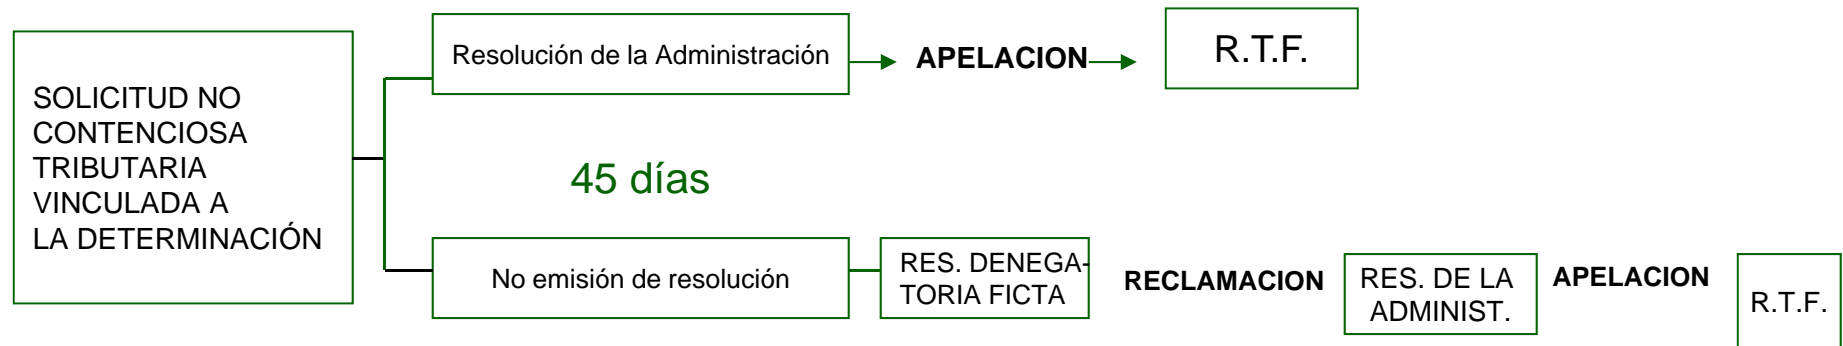 SOLICITUD NO
CONTENCIOSA
TRIBUTARIA
VINCULADA A
LA DETERMINACIÓN
Resolución de la Administración
APELACION
R.T.F.
45 días
No emisión de resolución
RES. DENEGA-
TORIA FICTA
RECLAMACION
RES. DE LA
ADMINIST.
APELACION
R.T.F.